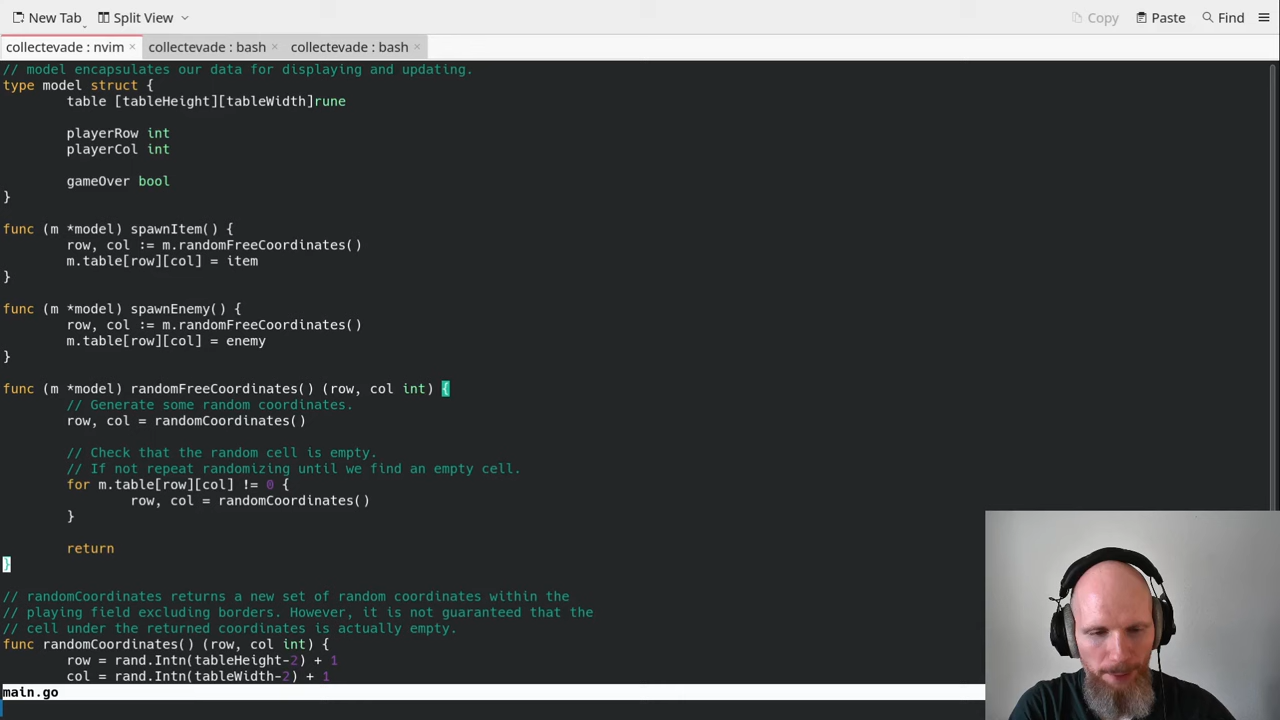 New Tab Split View Copy Paste Find
collectevade : nvim × collectevade : bash × collectevade : bash ×
// model encapsulates our data for displaying and updating.
type model struct {
table [tableHeight][tableWidth]rune
playerRow int
playerCol int
gameOver bool
}
func (m *model) spawnItem() {
row, col := m.randomFreeCoordinates()
m.table[row][col] = item
}
func (m *model) spawnEnemy() {
row, col := m.randomFreeCoordinates()
m.table[row][col] = enemy
}
func (m *model) randomFreeCoordinates() (row, col int) {
// Generate some random coordinates.
row, col = randomCoordinates()
// Check that the random cell is empty.
// If not repeat randomizing until we find an empty cell.
for m.table[row][col] != 0 {
row, col = randomCoordinates()
}
return
}
// randomCoordinates returns a new set of random coordinates within the
// playing field excluding borders. However, it is not guaranteed that the
// cell under the returned coordinates is actually empty.
func randomCoordinates() (row, col int) {
row = rand.Intn(tableHeight-2) + 1
col = rand.Intn(tableWidth-2) + 1
main.go